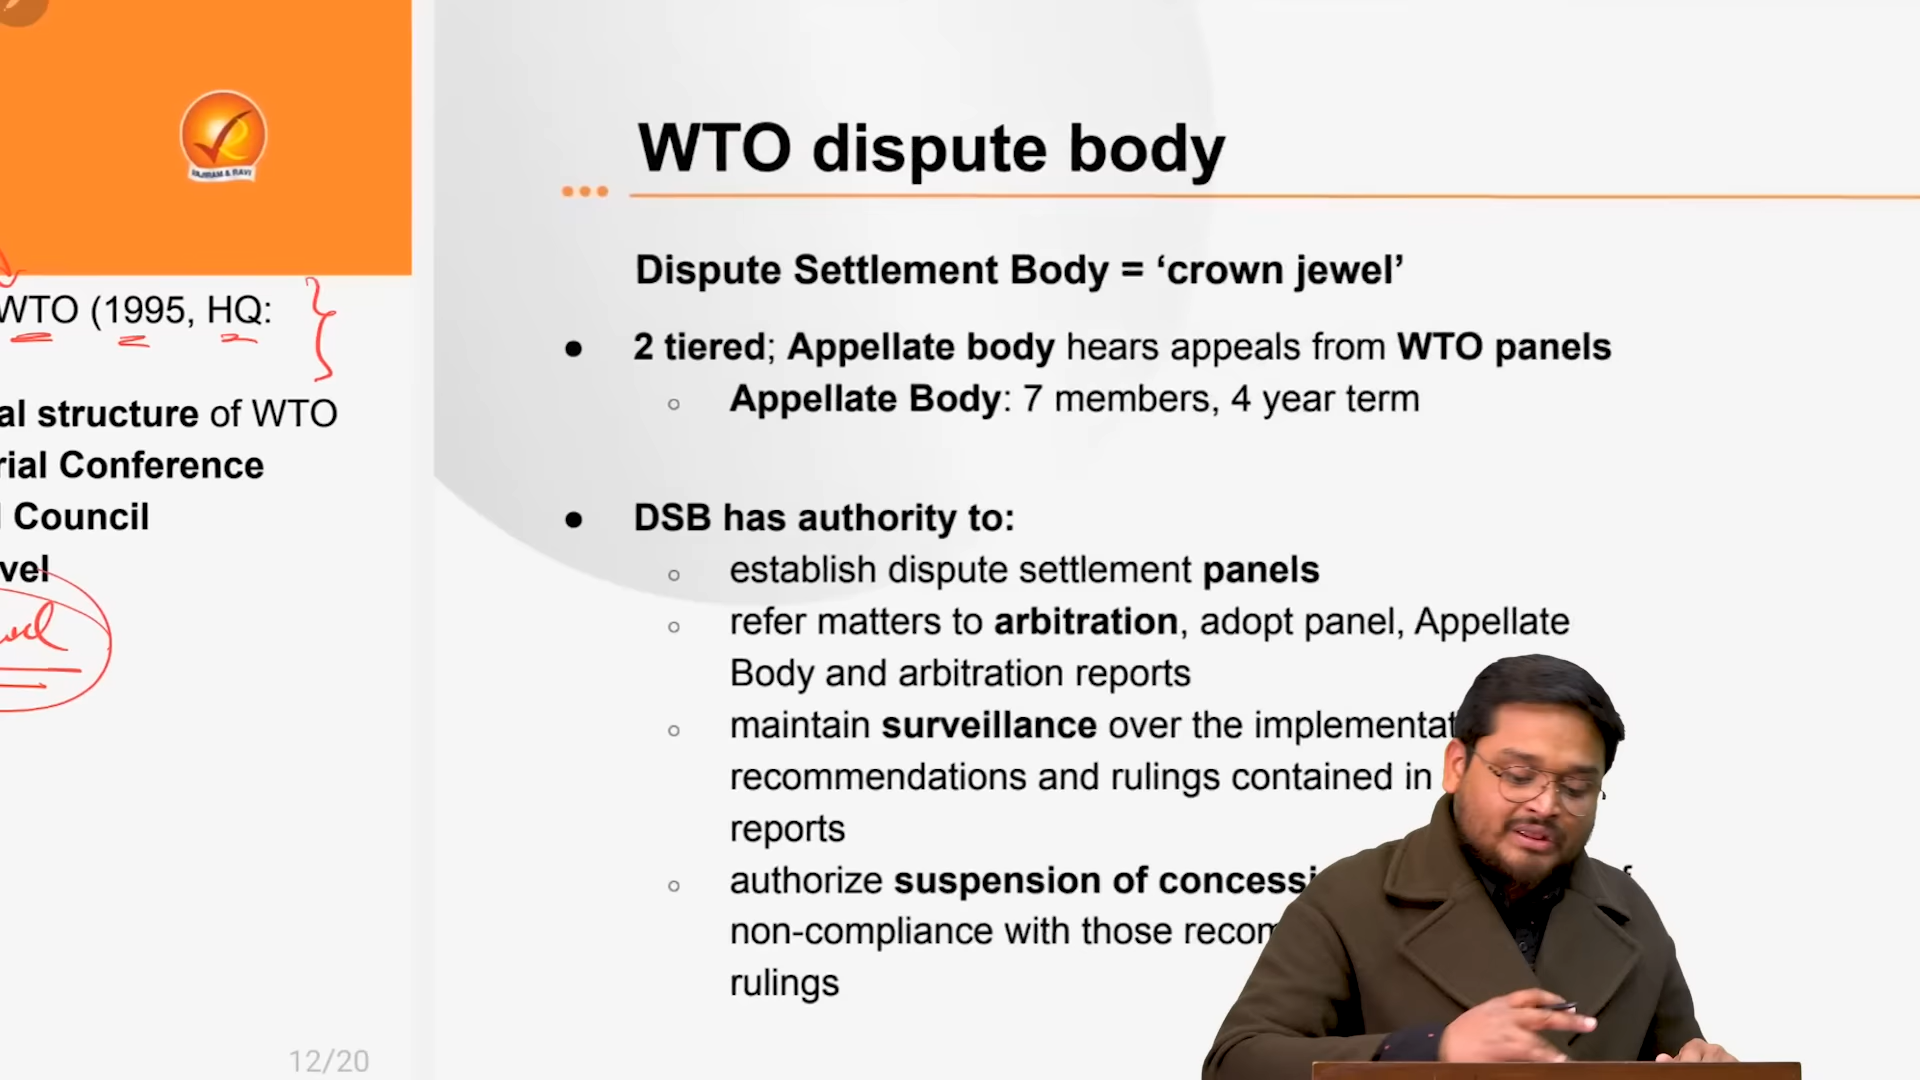 VAJIRAM & RAVI
WTO (1995, HQ:
al structure of WTO
rial Conference
l Council
vel
12/20
WTO dispute body
Dispute Settlement Body = ‘crown jewel’
● 2 tiered; Appellate body hears appeals from WTO panels
○ Appellate Body: 7 members, 4 year term
● DSB has authority to:
○ establish dispute settlement panels
○ refer matters to arbitration, adopt panel, Appellate
Body and arbitration reports
○ maintain surveillance over the implementat
recommendations and rulings contained in
reports
○ authorize suspension of concessi
non-compliance with those recom
rulings